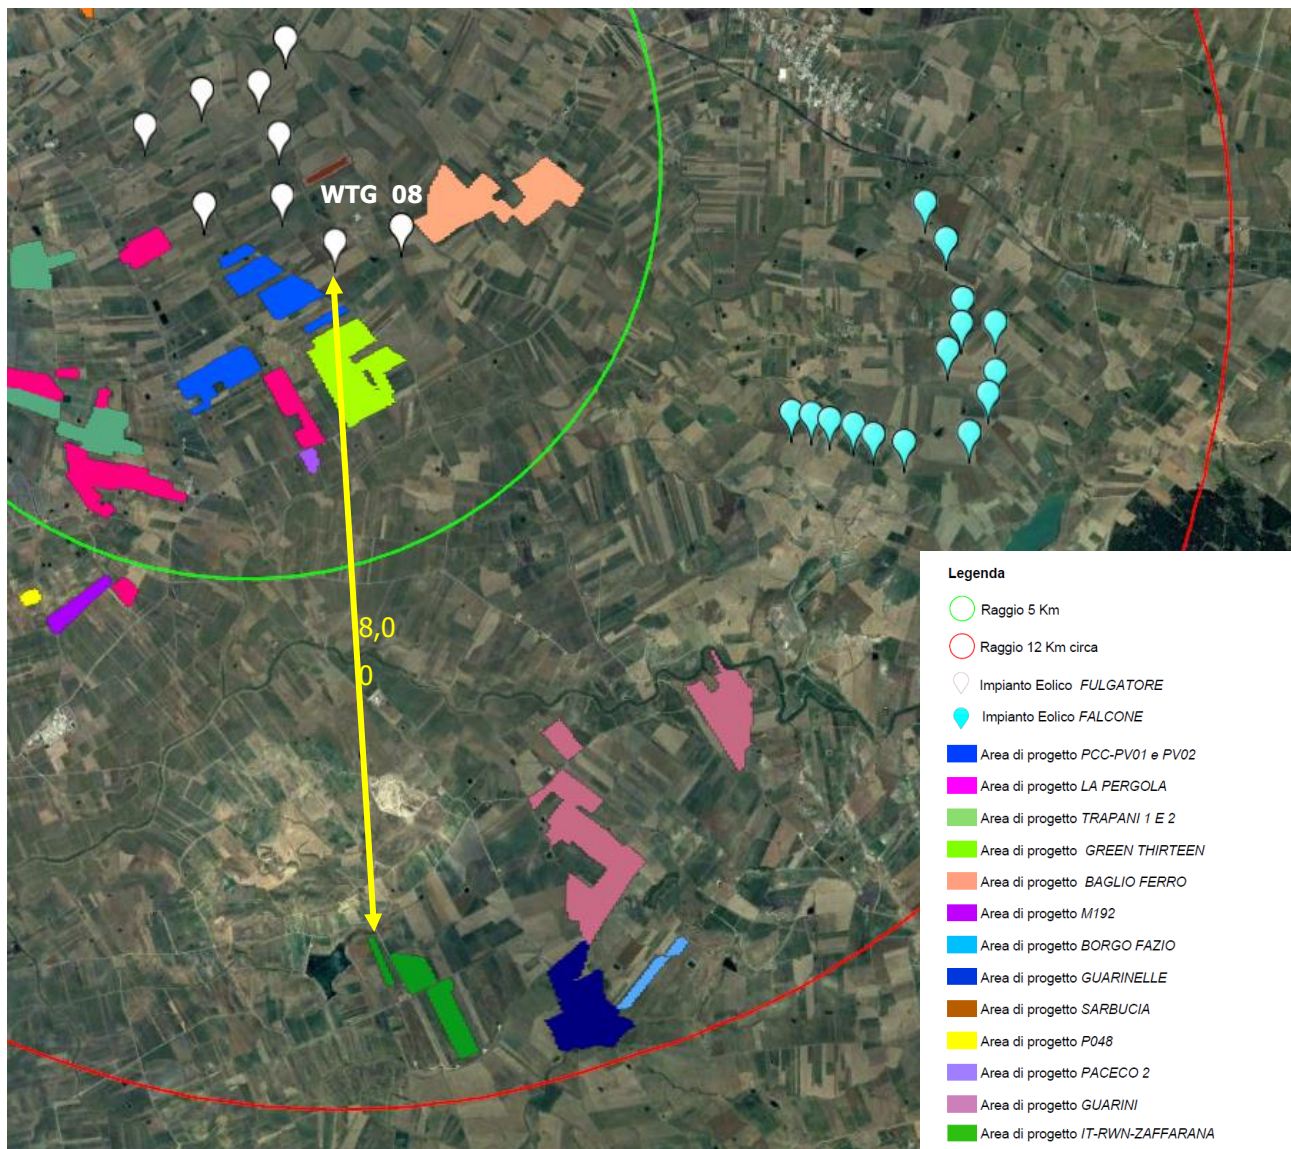 WTG 08
8,0
0
Legenda
Raggio 5 Km
Raggio 12 Km circa
Impianto Eolico FULGATORE
Impianto Eolico FALCONE
Area di progetto PCC-PV01 e PV02
Area di progetto LA PERGOLA
Area di progetto TRAPANI 1 E 2
Area di progetto GREEN THIRTEEN
Area di progetto BAGLIO FERRO
Area di progetto M192
Area di progetto BORGO FAZIO
Area di progetto GUARINELLE
Area di progetto SARBUCIA
Area di progetto P048
Area di progetto PACECO 2
Area di progetto GUARINI
Area di progetto IT-RWN-ZAFFARANA